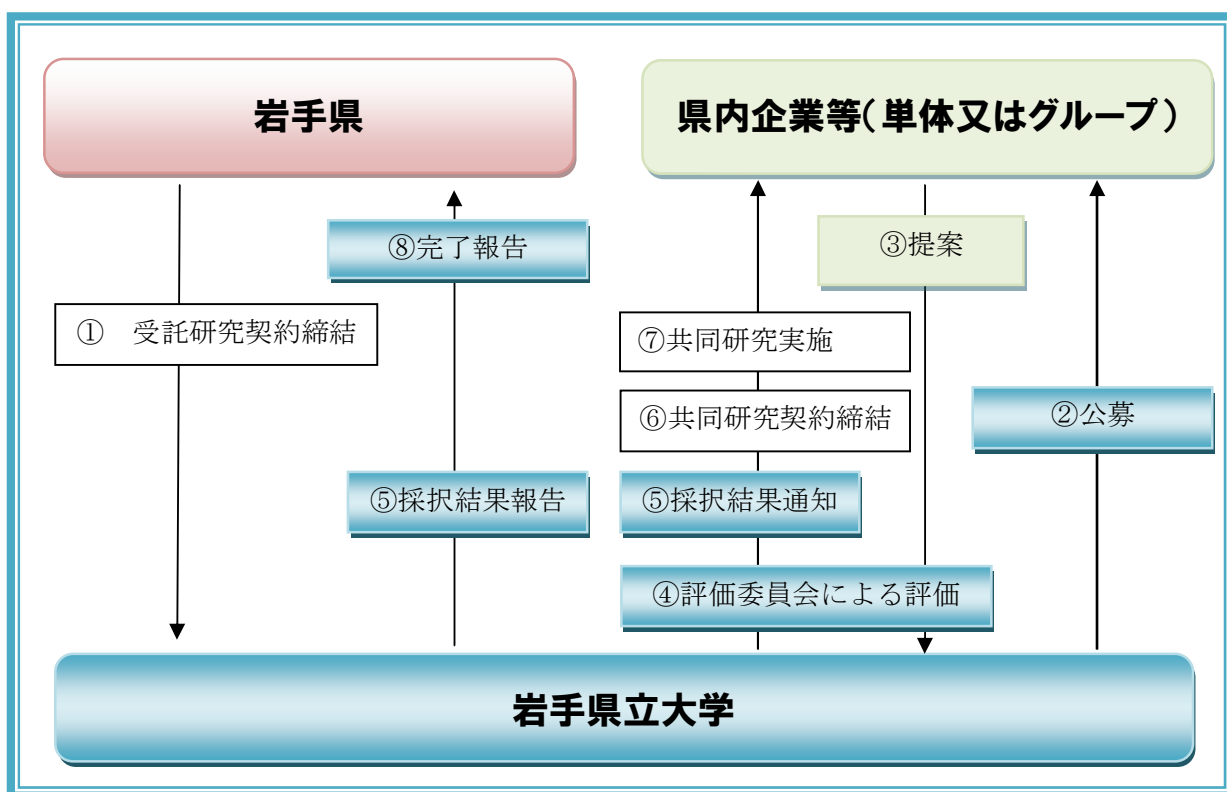 岩手県
県内企業等(単体又はグループ)
⑧完了報告
③提案
① 受託研究契約締結
⑦共同研究実施
⑥共同研究契約締結
②公募
⑤採択結果報告
⑤採択結果通知
④評価委員会による評価
岩手県立大学